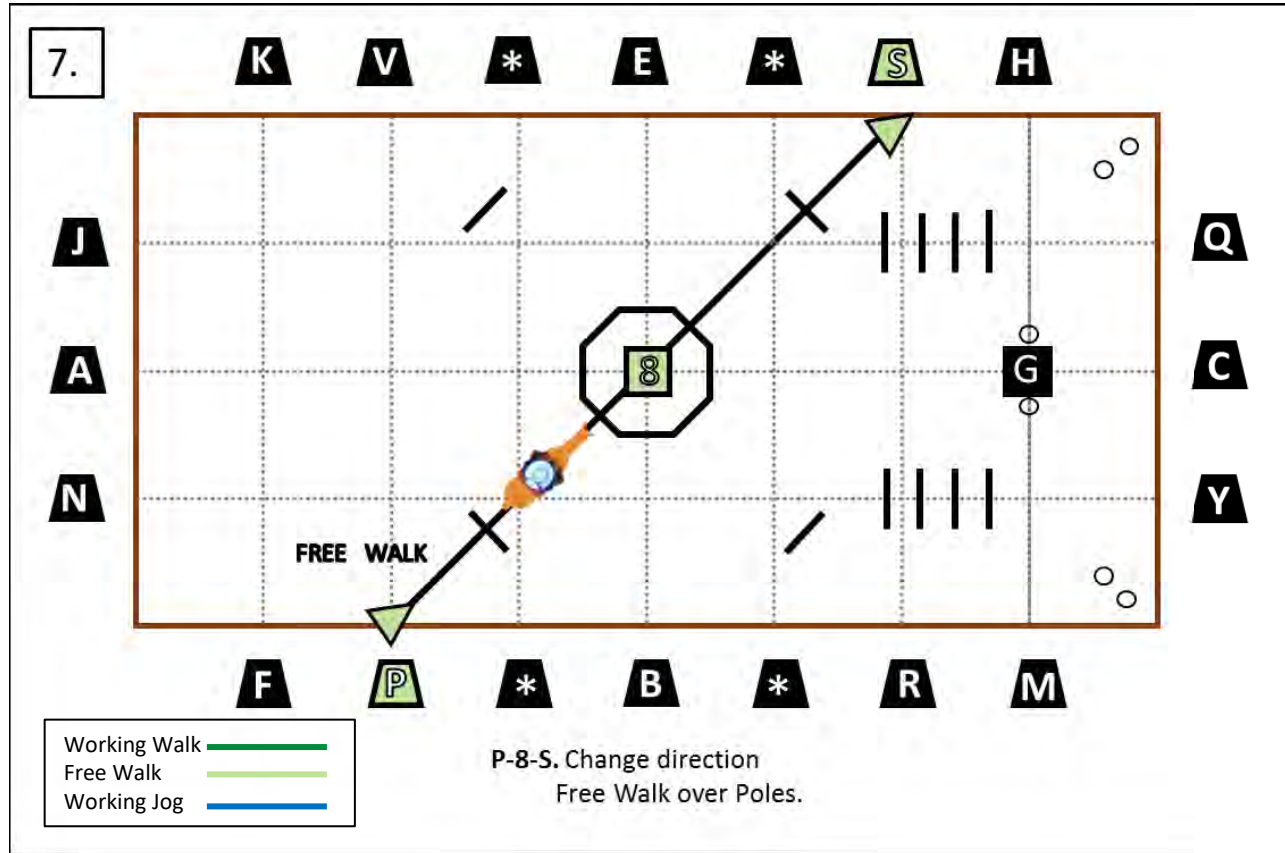 7.
K V * E * S H
J Q
8
A G C
N Y
FREE WALK
F P * B * R M
Working Walk
Free Walk
Working Jog
P-8-S. Change direction
Free Walk over Poles.